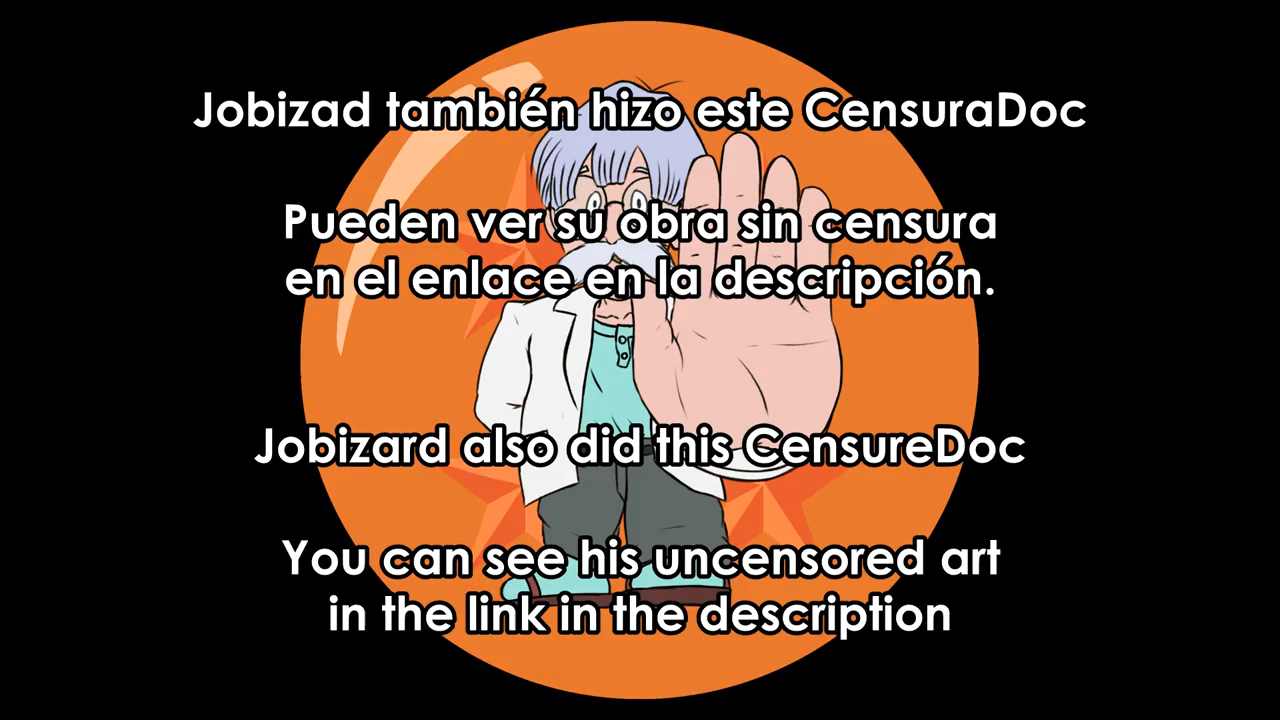 Jobizad también hizo este CensuraDoc
Pueden ver su obra sin censura
en el enlace en la descripción.
Jobizard also did this CensureDoc
You can see his uncensored art
in the link in the description